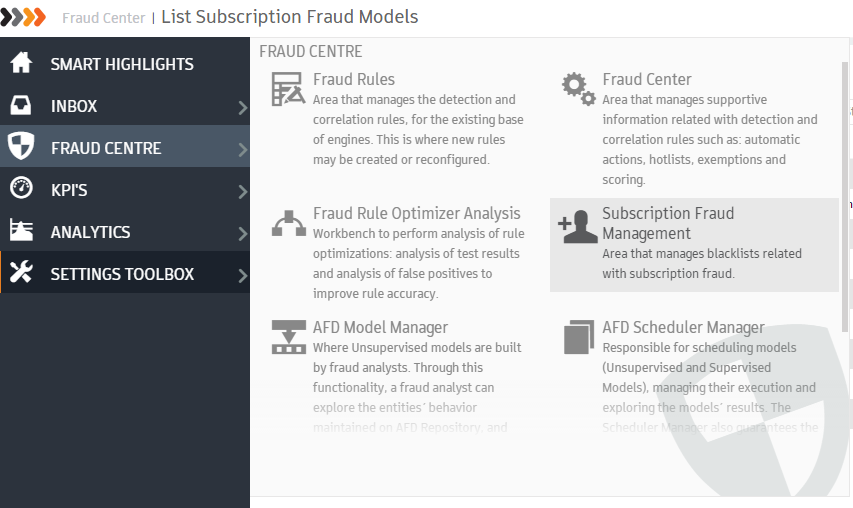 Fraud Center | List Subscription Fraud Models
SMART HIGHLIGHTS
INBOX
FRAUD CENTRE
KPI'S
ANALYTICS
SETTINGS TOOLBOX
FRAUD CENTRE
Fraud Rules
Area that manages the detection and
correlation rules, for the existing base
of engines. This is where new rules
may be created or reconfigured.
Fraud Center
Area that manages supportive
information related with detection and
correlation rules such as: automatic
actions, hotlists, exemptions and
scoring.
Fraud Rule Optimizer Analysis
Workbench to perform analysis of rule
optimizations: analysis of test results
and analysis of false positives to
improve rule accuracy.
Subscription Fraud
Management
Area that manages blacklists related
with subscription fraud.
AFD Model Manager
Where Unsupervised models are built
by fraud analysts. Through this
functionality, a fraud analyst can
explore the entities´ behavior
maintained on AFD Repository, and
AFD Scheduler Manager
Responsible for scheduling models
(Unsupervised and Supervised
Models), managing their execution and
exploring the models´ results. The
Scheduler Manager also guarantees the